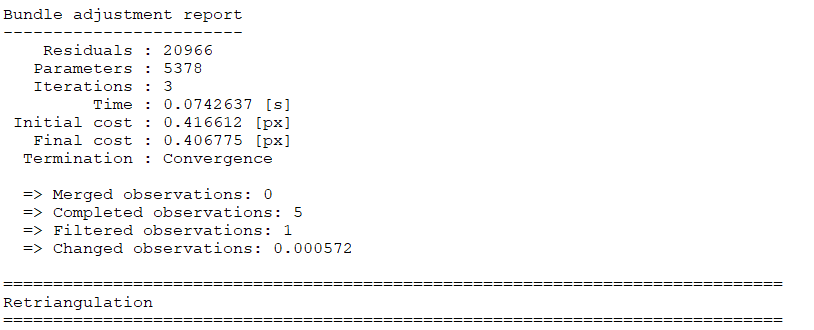 Bundle adjustment report
------------------------
    Residuals : 20966
   Parameters : 5378
   Iterations : 3
         Time : 0.0742637 [s]
 Initial cost : 0.416612 [px]
   Final cost : 0.406775 [px]
  Termination : Convergence

  => Merged observations: 0
  => Completed observations: 5
  => Filtered observations: 1
  => Changed observations: 0.000572

==============================================================================
Retriangulation
==============================================================================